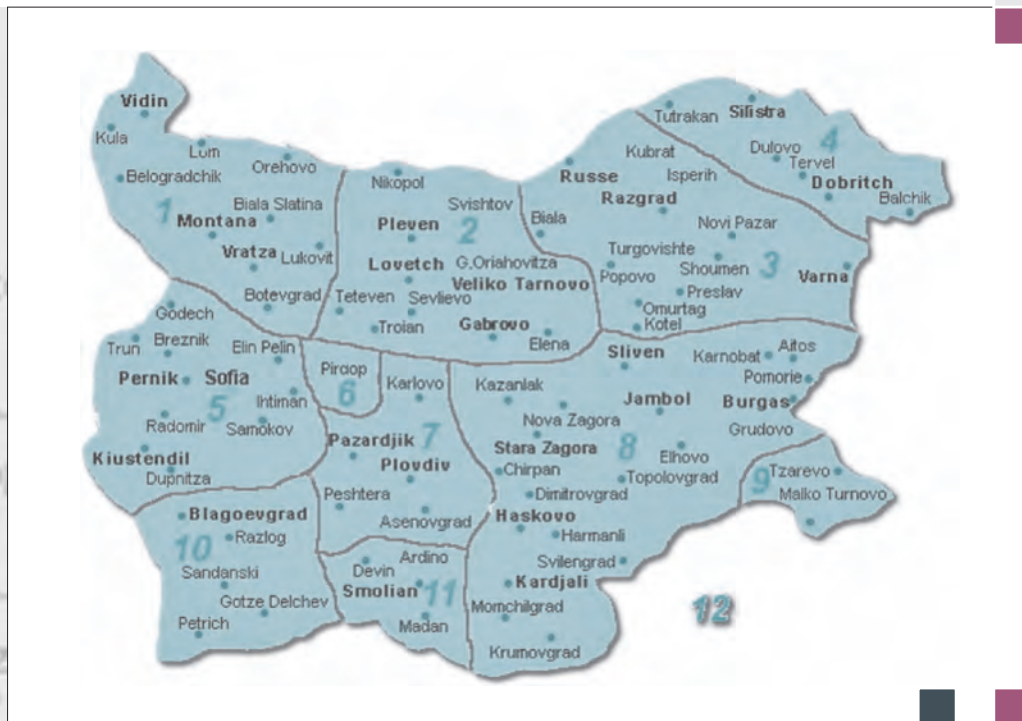 Vidin
Kula
Lom
Orehovo
Belogradchik
1
Biala Slatina
Montana
Vratza
Lukovit
Botevgrad
Nikopol
Svishtov
Pleven
2
Lovetch
G.Oriahovitza
Veliko Tarnovo
Teteven
Sevlievo
Troian
Gabrovo
Elena
Tutrakan
Silistra
4
Dulovo
Tervel
Dobritch
Balchik
Kubrat
Isperih
Russe
Razgrad
Biala
Novi Pazar
Turgovishte
Popovo
Shoumen
3
Varna
Preslav
Omurtag
Kotel
Godech
Trun
Breznik
Elin Pelin
Pernik
Sofia
5
Intiman
Radomir
Samokov
Kiustendil
Dupnitza
6
Karlovo
Pazardjik
7
Plovdiv
Peshtera
Asenovgrad
Sliven
Karnobat
Aitos
Pomorie
Kazanlak
Jambol
Burgas
Nova Zagora
Grudovo
Stara Zagora
8
Elhovo
Chirpan
Topolovgrad
Dimitrovgrad
Haskovo
Harmanli
Svilengrad
Kardjali
Momchilgrad
Krumovgrad
9
Tzarevo
Malko Turnovo
Blagoevgrad
10
Razlog
Sandanski
Gotze Delchev
Petrich
Ardino
Devin
Smolian
11
Madan
12